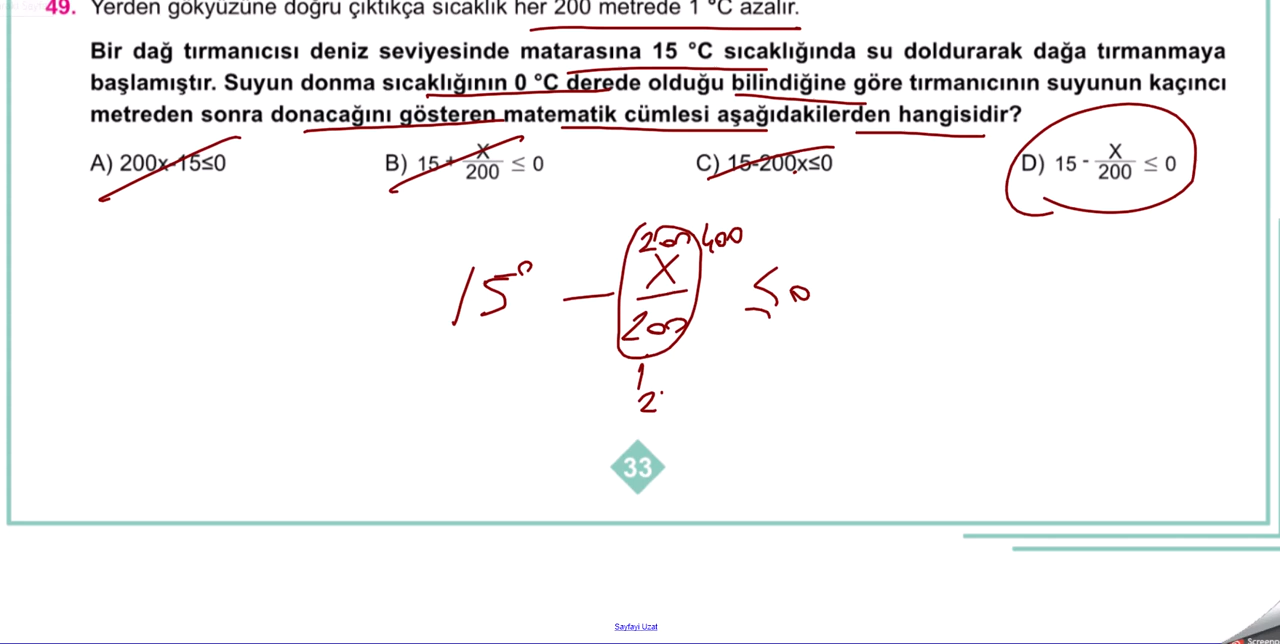 49. Yerden gökyüzüne doğru çıktıkça sıcaklık her 200 metrede 1 °C azalır.
Bir dağ tırmanıcısı deniz seviyesinde matarasına 15 °C sıcaklığında su doldurarak dağa tırmanmaya
başlamıştır. Suyun donma sıcaklığının 0 °C derede olduğu bilindiğine göre tırmanıcının suyunun kaçıncı
metreden sonra donacağını gösteren matematik cümlesi aşağıdakilerden hangisidir?
A) 200x-15≤0 B) 15 + x/200 ≤ 0 C) 15-200x≤0 D) 15 - x/200 ≤ 0
200 400
15° - x/200 ≤ 0
1
2
33
Sayfayi Uzat